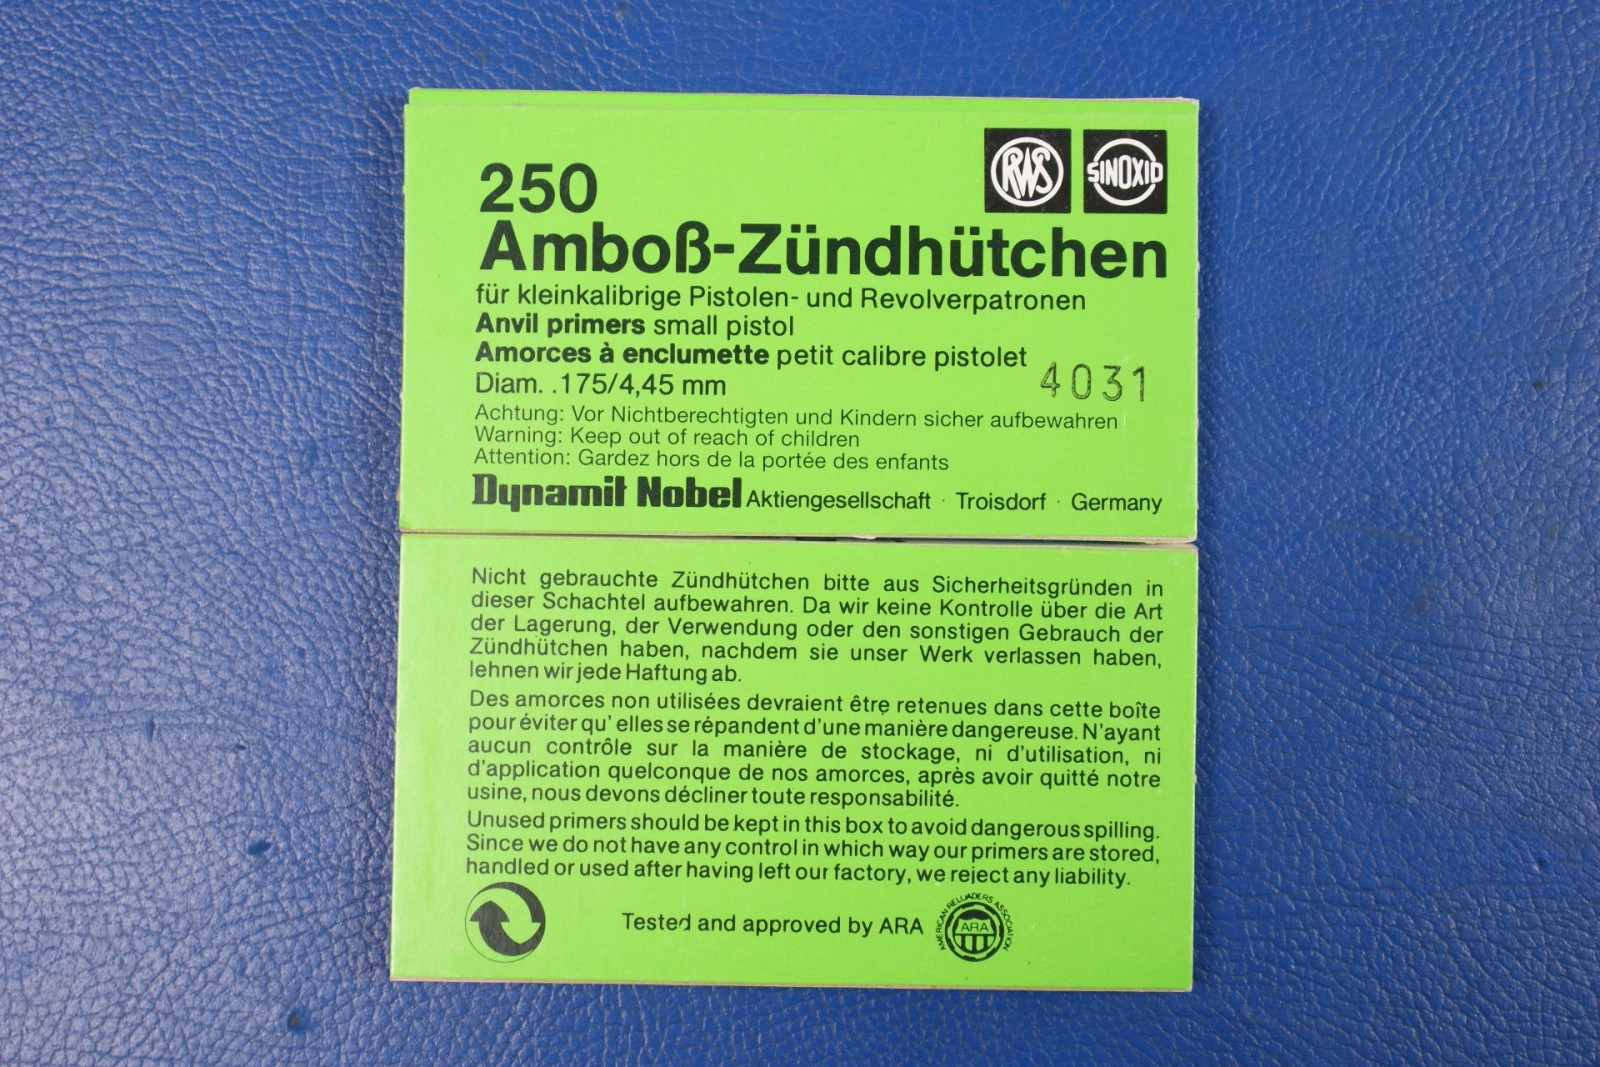 250
RWS
SINOXID
Amboß-Zündhütchen
für kleinkalibrige Pistolen- und Revolverpatronen
Anvil primers small pistol
Amorces à enclumette petit calibre pistolet
Diam. .175/4,45 mm
4031
Achtung: Vor Nichtberechtigten und Kindern sicher aufbewahren
Warning: Keep out of reach of children
Attention: Gardez hors de la portée des enfants
Dynamit Nobel Aktiengesellschaft · Troisdorf · Germany
Nicht gebrauchte Zündhütchen bitte aus Sicherheitsgründen in
dieser Schachtel aufbewahren. Da wir keine Kontrolle über die Art
der Lagerung, der Verwendung oder den sonstigen Gebrauch der
Zündhütchen haben, nachdem sie unser Werk verlassen haben,
lehnen wir jede Haftung ab.
Des amorces non utilisées devraient être retenues dans cette boîte
pour éviter qu' elles se répandent d'une manière dangereuse. N'ayant
aucun contrôle sur la manière de stockage, ni d'utilisation, ni
d'application quelconque de nos amorces, après avoir quitté notre
usine, nous devons décliner toute responsabilité.
Unused primers should be kept in this box to avoid dangerous spilling.
Since we do not have any control in which way our primers are stored,
handled or used after having left our factory, we reject any liability.
Tested and approved by ARA
AMERICAN RELOADERS ASSOCIATION
ARA